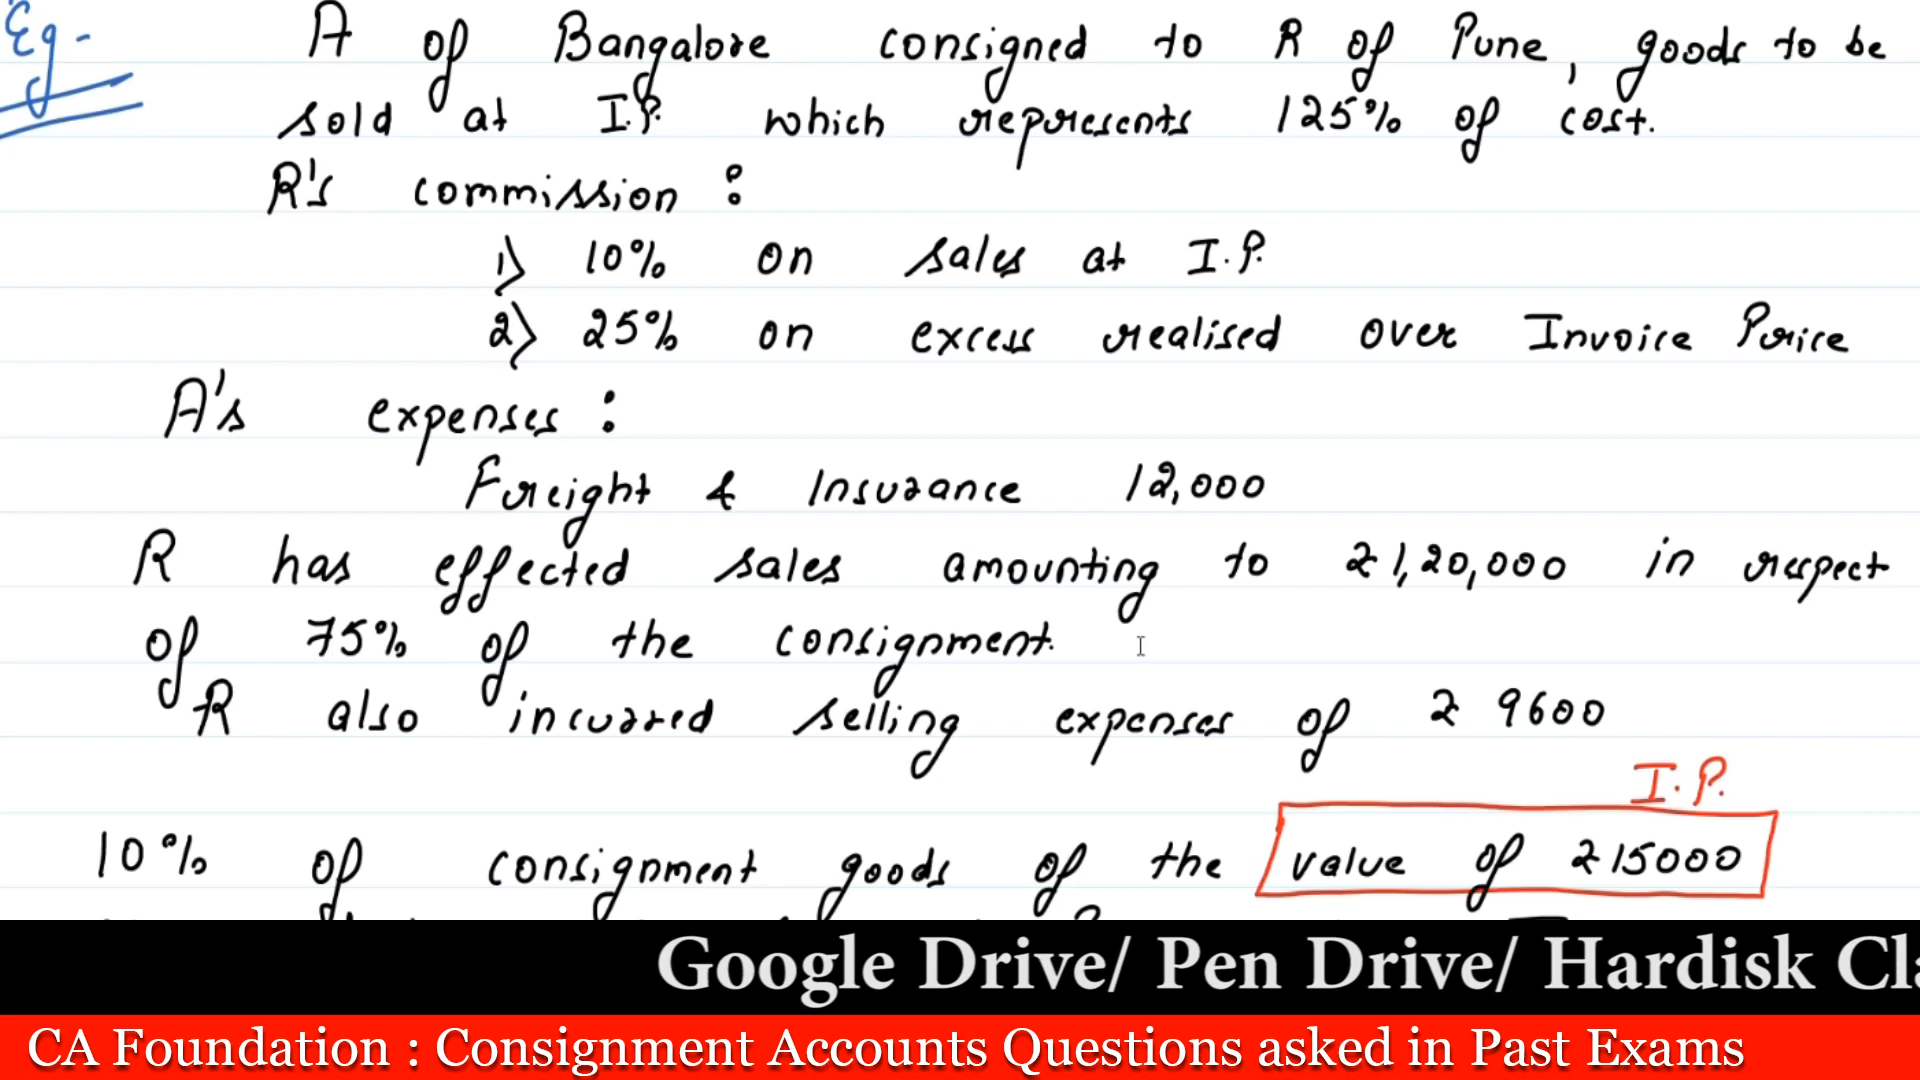 Eg -
A of Bangalore consigned to R of Pune, goods to be
sold at I.P. which represents 125% of cost.
R's commission :
1) 10% on sales at I.P.
2) 25% on excess realised over Invoice Price
A's expenses :
Freight & Insurance 12,000
R has effected sales amounting to ₹1,20,000 in respect
of 75% of the consignment.
R also incurred selling expenses of ₹ 9600
I.P.
10% of consignment goods of the value of ₹15000
Google Drive/ Pen Drive/ Hardisk Cla
CA Foundation : Consignment Accounts Questions asked in Past Exams